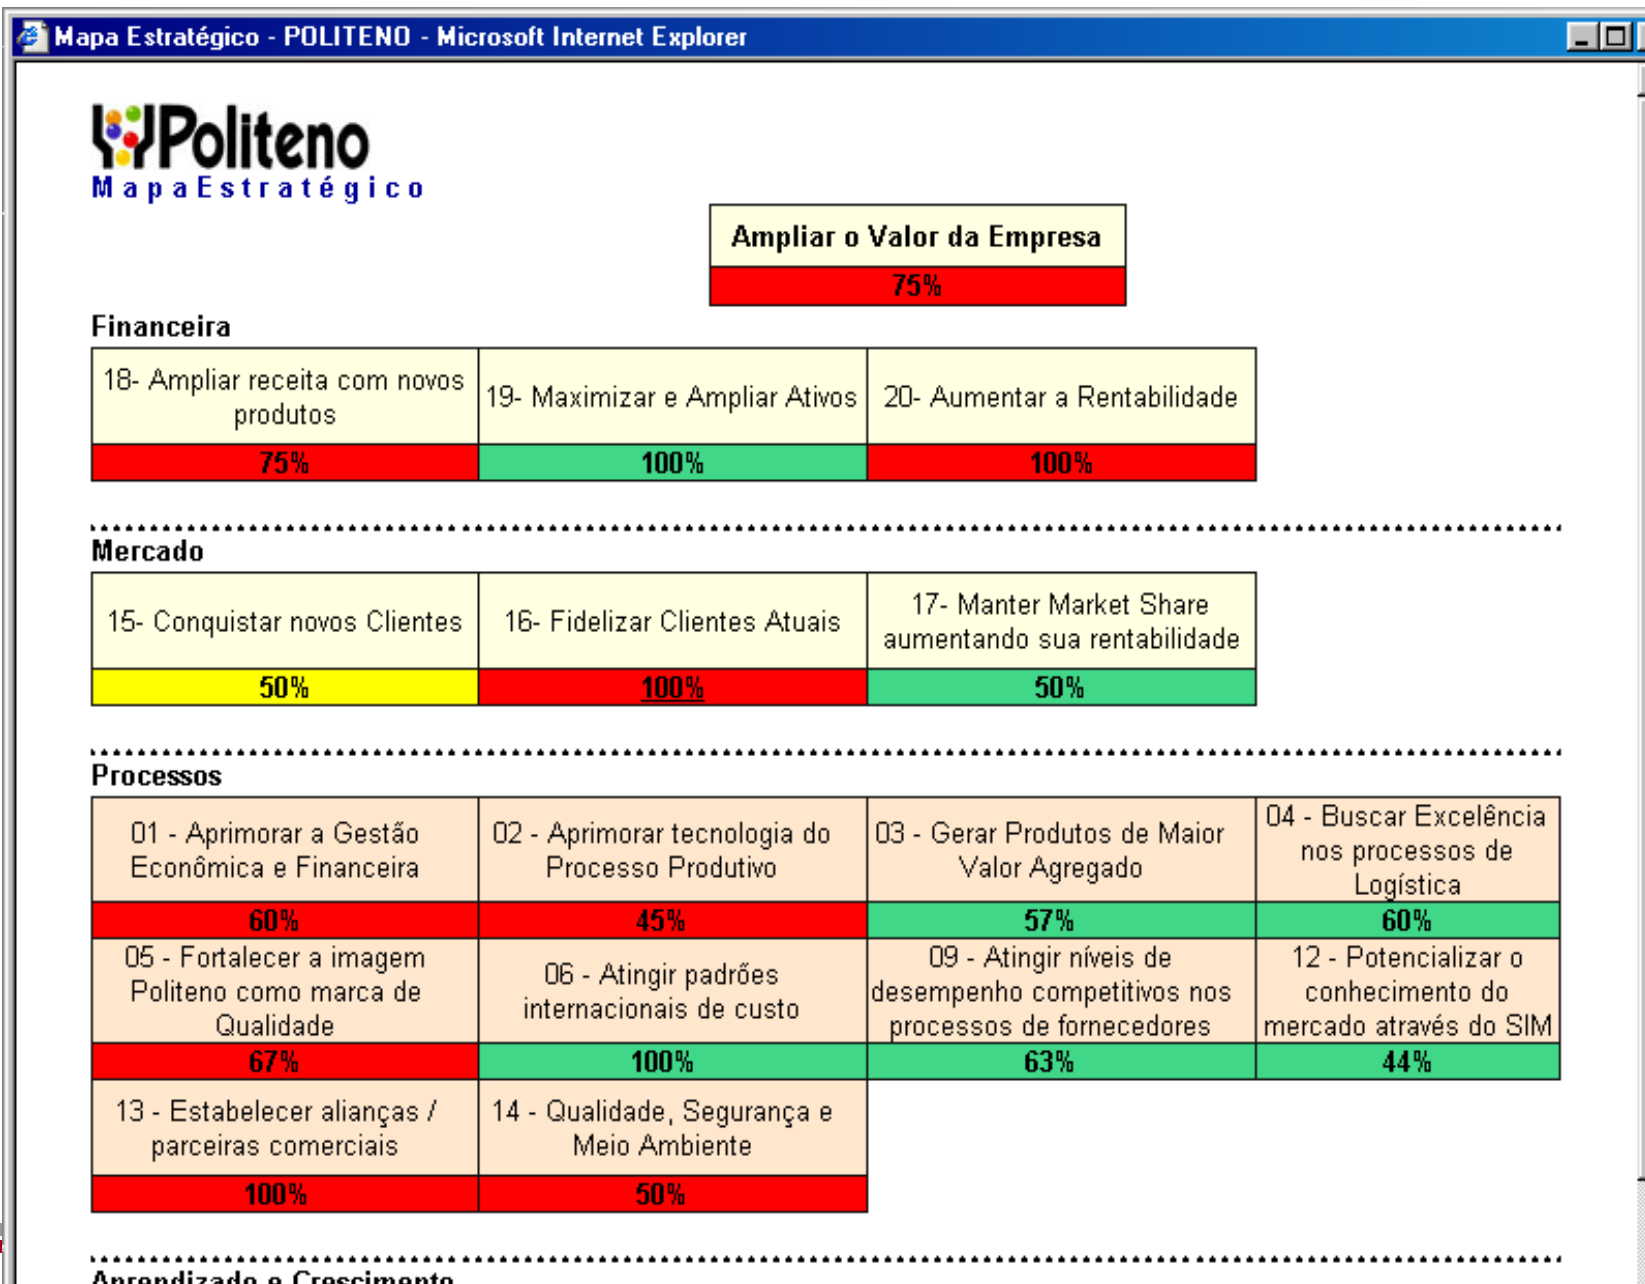 Mapa Estratégico - POLITENO - Microsoft Internet Explorer
Politeno
MapaEstratégico
Ampliar o Valor da Empresa
75%
Financeira
18- Ampliar receita com novos
produtos
19- Maximizar e Ampliar Ativos
20- Aumentar a Rentabilidade
75%
100%
100%
Mercado
15- Conquistar novos Clientes
16- Fidelizar Clientes Atuais
17- Manter Market Share
aumentando sua rentabilidade
50%
100%
50%
Processos
01 - Aprimorar a Gestão
Econômica e Financeira
02 - Aprimorar tecnologia do
Processo Produtivo
03 - Gerar Produtos de Maior
Valor Agregado
04 - Buscar Excelência
nos processos de
Logística
60%
45%
57%
60%
05 - Fortalecer a imagem
Politeno como marca de
Qualidade
06 - Atingir padrões
internacionais de custo
09 - Atingir níveis de
desempenho competitivos nos
processos de fornecedores
12 - Potencializar o
conhecimento do
mercado através do SIM
67%
100%
63%
44%
13 - Estabelecer alianças /
parceiras comerciais
14 - Qualidade, Segurança e
Meio Ambiente
100%
50%
Aprendizado e Crescimento